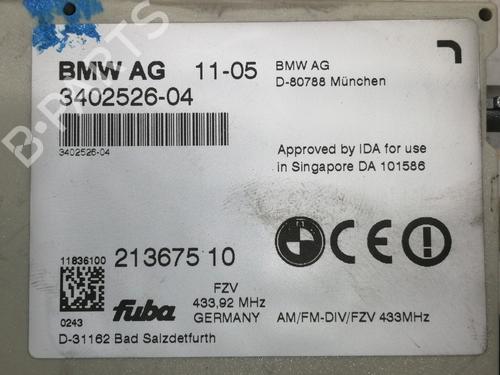 BMW AG 11-05
BMW AG
D-80788 München
3402526-04
3402526-04
Approved by IDA for use
in Singapore DA 101586
11836100
213675 10
0243
fuba
FZV
433,92 MHz
GERMANY
AM/FM-DIV/FZV 433MHz
D-31162 Bad Salzdetfurth
B-PARTS